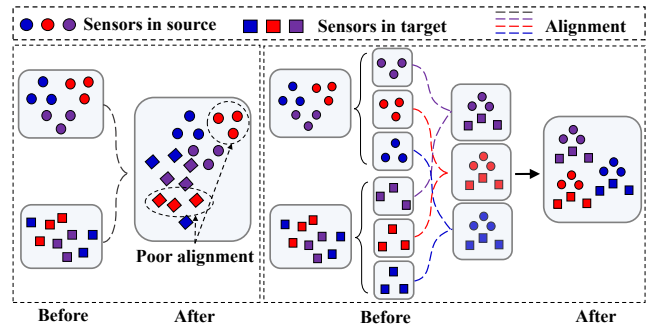 Sensors in source Sensors in target Alignment
Poor alignment
Before After Before After